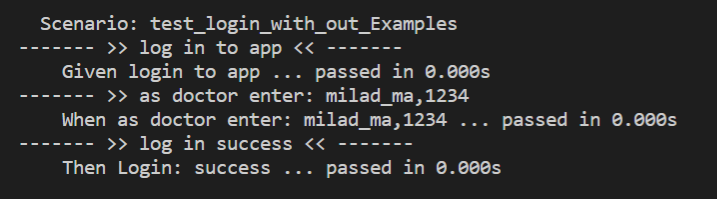 Scenario: test_login_with_out_Examples
------- >> log in to app << -------
Given login to app ... passed in 0.000s
------- >> as doctor enter: milad_ma,1234
When as doctor enter: milad_ma,1234 ... passed in 0.000s
------- >> log in success << -------
Then Login: success ... passed in 0.000s